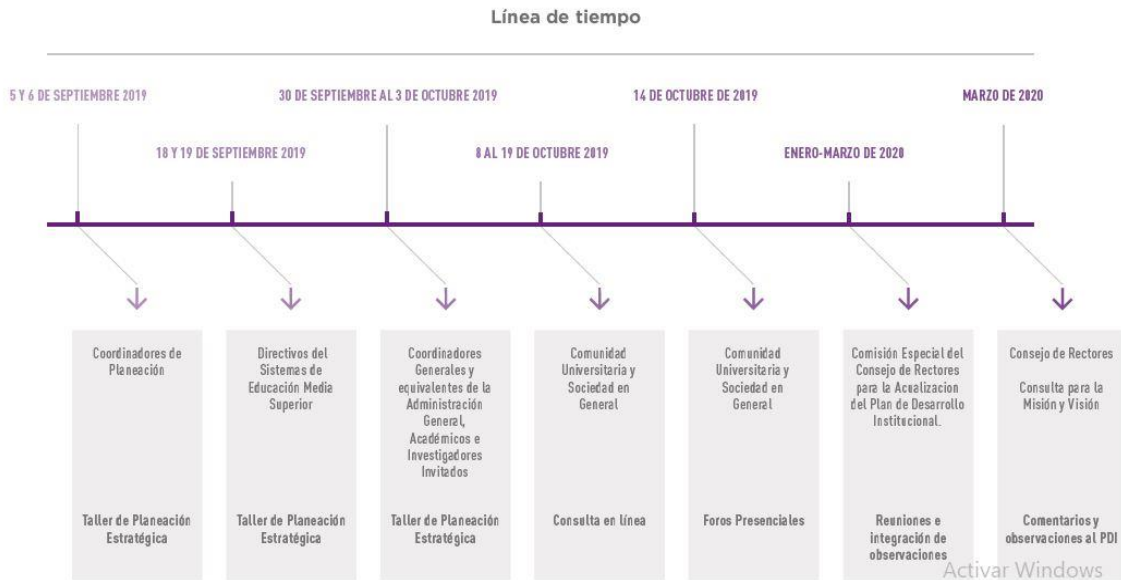 Línea de tiempo
5 Y 6 DE SEPTIEMBRE 2019
30 DE SEPTIEMBRE AL 3 DE OCTUBRE 2019
14 DE OCTUBRE DE 2019
MARZO DE 2020
18 Y 19 DE SEPTIEMBRE 2019
8 AL 19 DE OCTUBRE 2019
ENERO-MARZO DE 2020
Coordinadores de
Planeación
Taller de Planeación
Estratégica
Directivos del
Sistemas de
Educación Media
Superior
Taller de Planeación
Estratégica
Coordinadores
Generales y
equivalentes de la
Administración
General,
Académicos e
Investigadores
Invitados
Taller de Planeación
Estratégica
Comunidad
Universitaria y
Sociedad en
General
Consulta en línea
Comunidad
Universitaria y
Sociedad en
General
Foros Presenciales
Comisión Especial del
Consejo de Rectores
para la Acualizacion
del Plan de Desarrollo
Institucional.
Reuniones e
integración de
observaciones
Consejo de Rectores
Consulta para la
Misión y Visión
Comentarios y
observaciones al PDI
Activar Windows